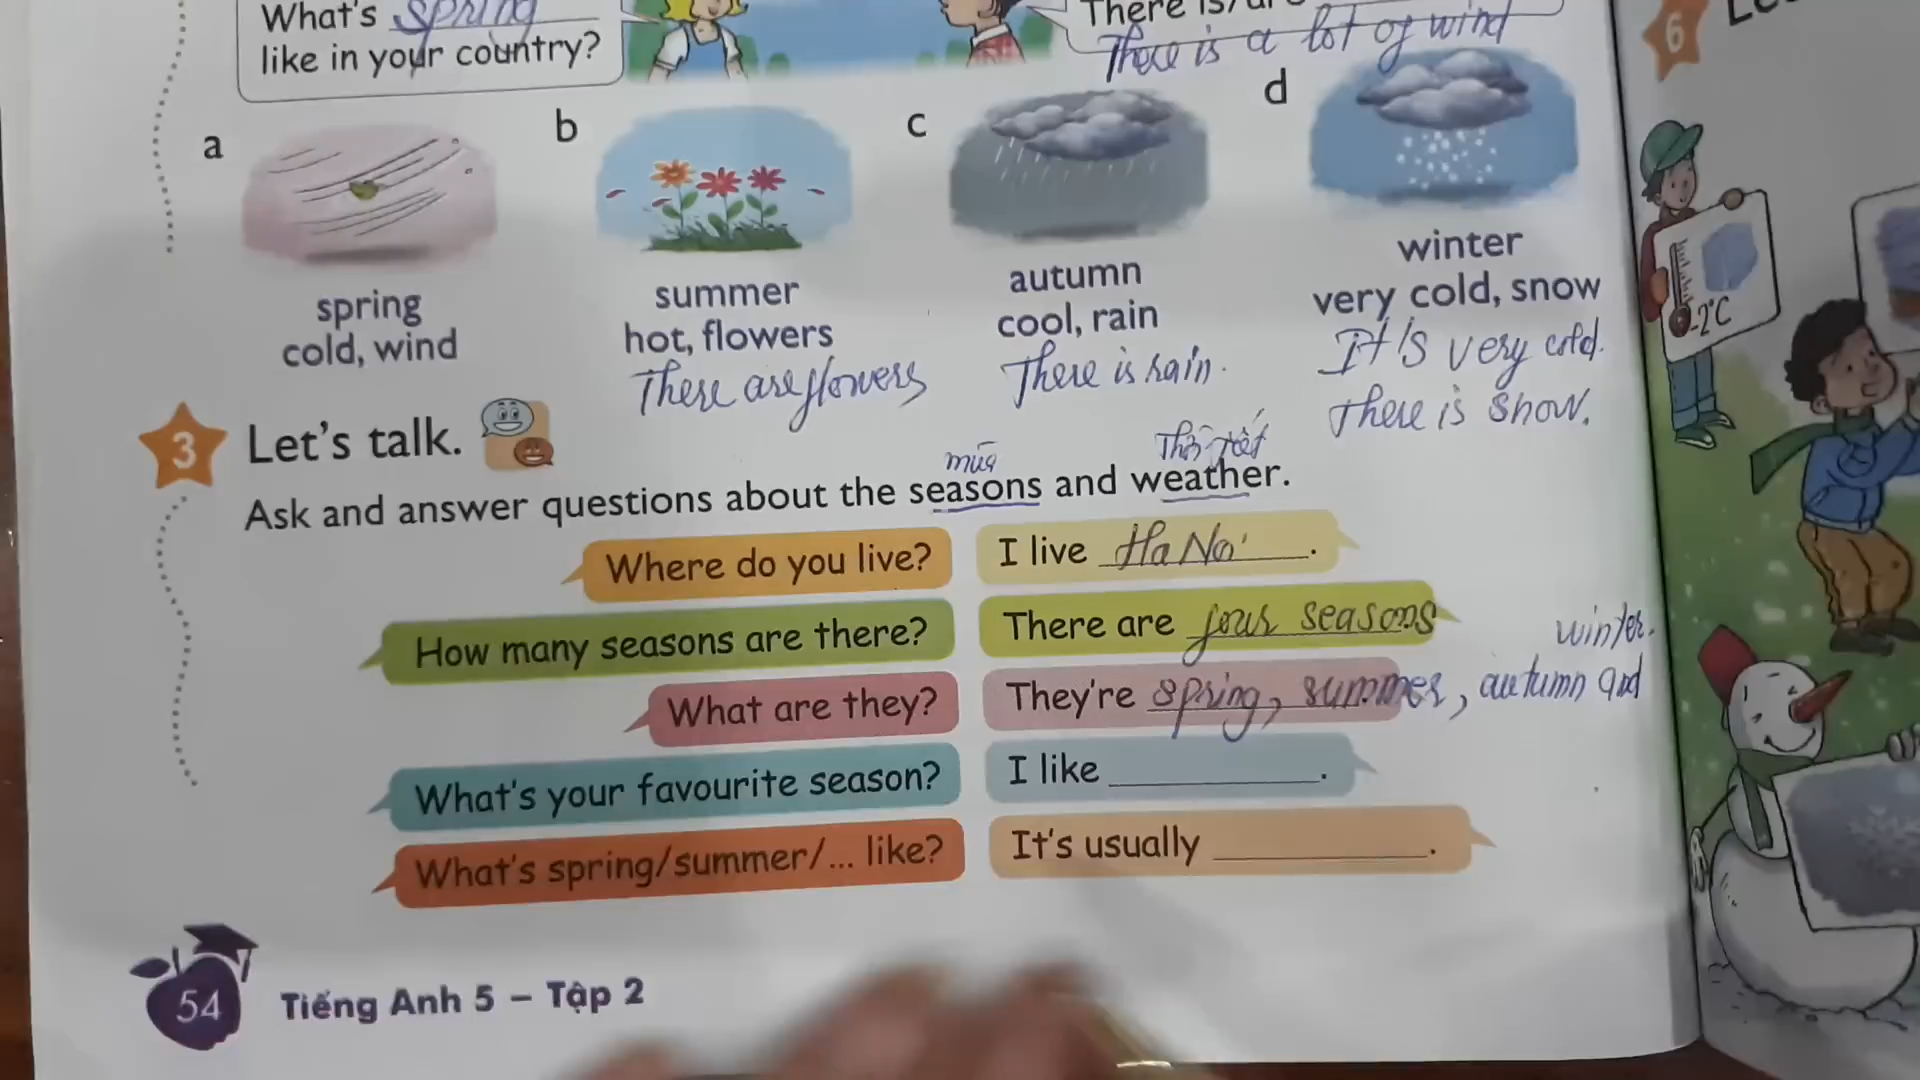 What's spring
like in your country?
There is a lot of wind
a
b
c
d
spring
cold, wind
summer
hot, flowers
There are flowers
autumn
cool, rain
There is rain.
winter
very cold, snow
It's very cold.
There is snow.
6
-2°C
3 Let's talk.
mùa
Thời tiết
Ask and answer questions about the seasons and weather.
Where do you live?
I live Ha Noi.
How many seasons are there?
There are four seasons
What are they?
They're spring, summer, autumn and
winter.
What's your favourite season?
I like ____.
What's spring/summer/... like?
It's usually ____.
54 Tiếng Anh 5 – Tập 2